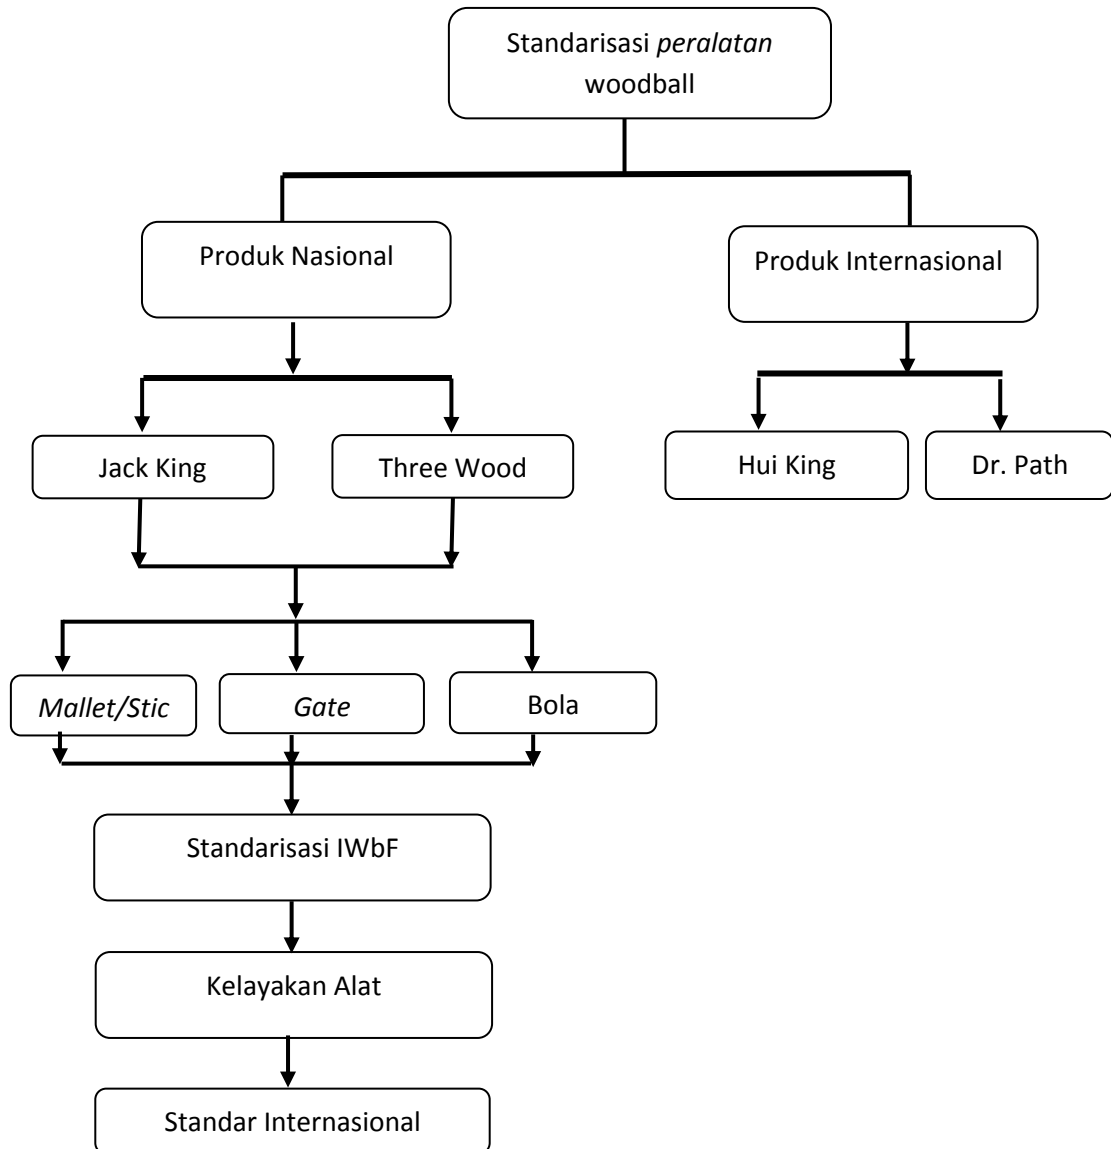 Standarisasi peralatan
woodball
Produk Nasional
Produk Internasional
Jack King
Three Wood
Hui King
Dr. Path
Mallet/Stic
Gate
Bola
Standarisasi IWbF
Kelayakan Alat
Standar Internasional